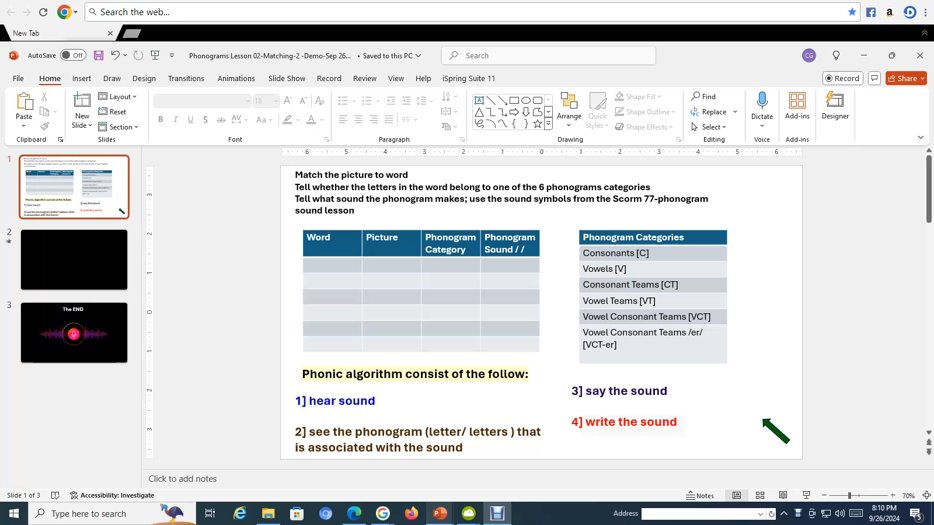 Search the web...
New Tab
AutoSave Off Phonograms Lesson 02-Matching-2 -Demo-Sep 26... • Saved to this PC Search CG
File Home Insert Draw Design Transitions Animations Slide Show Record Review View Help iSpring Suite 11 Record Share
Paste New Slide Layout Reset Section 18 Arrange Quick Styles Shape Fill Shape Outline Shape Effects Find Replace Select Dictate Add-ins Designer
Clipboard Slides Font Paragraph Drawing Editing Voice Add-ins
1
2
3
The END
Match the picture to word
Tell whether the letters in the word belong to one of the 6 phonograms categories
Tell what sound the phonogram makes; use the sound symbols from the Scorm 77-phonogram
sound lesson
Word Picture Phonogram Category Phonogram Sound / /
Phonogram Categories
Consonants [C]
Vowels [V]
Consonant Teams [CT]
Vowel Teams [VT]
Vowel Consonant Teams [VCT]
Vowel Consonant Teams /er/
[VCT-er]
Phonic algorithm consist of the follow:
1] hear sound
2] see the phonogram (letter/ letters ) that
is associated with the sound
3] say the sound
4] write the sound
Click to add notes
Slide 1 of 3 Accessibility: Investigate Notes 70%
Type here to search Address 8:10 PM
9/26/2024